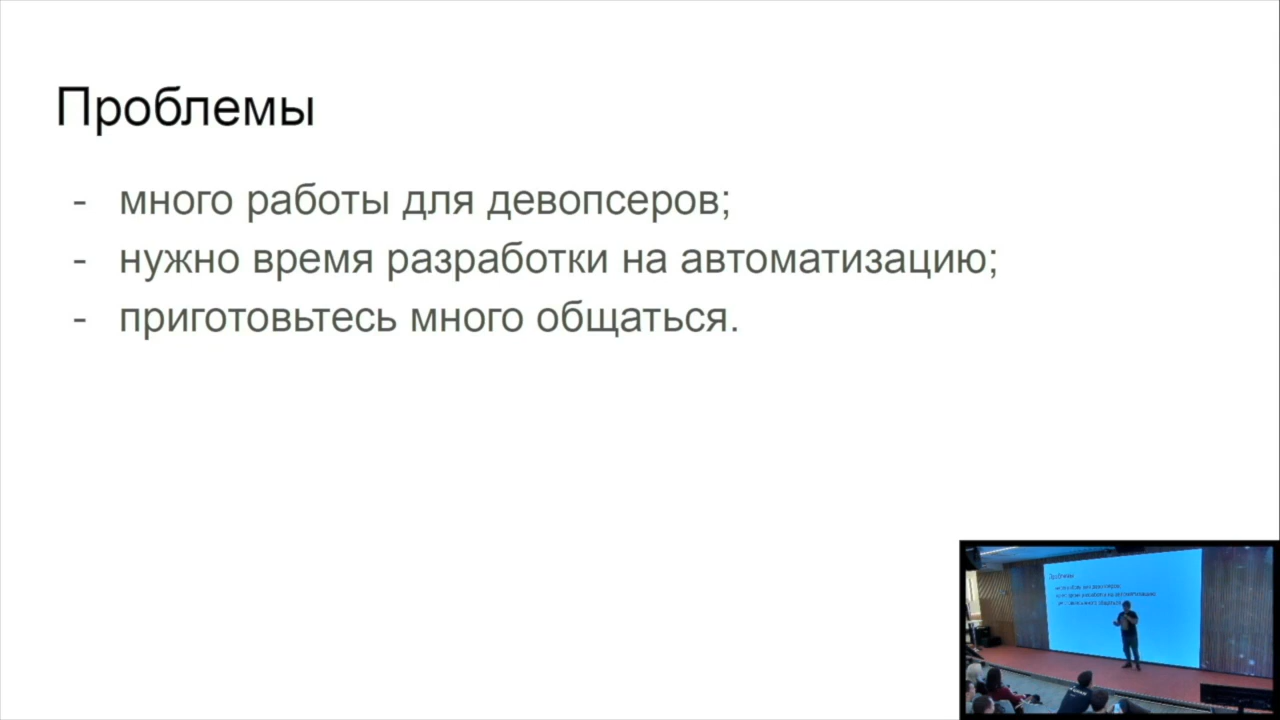 Проблемы
- много работы для девопсеров;
- нужно время разработки на автоматизацию;
- приготовьтесь много общаться.